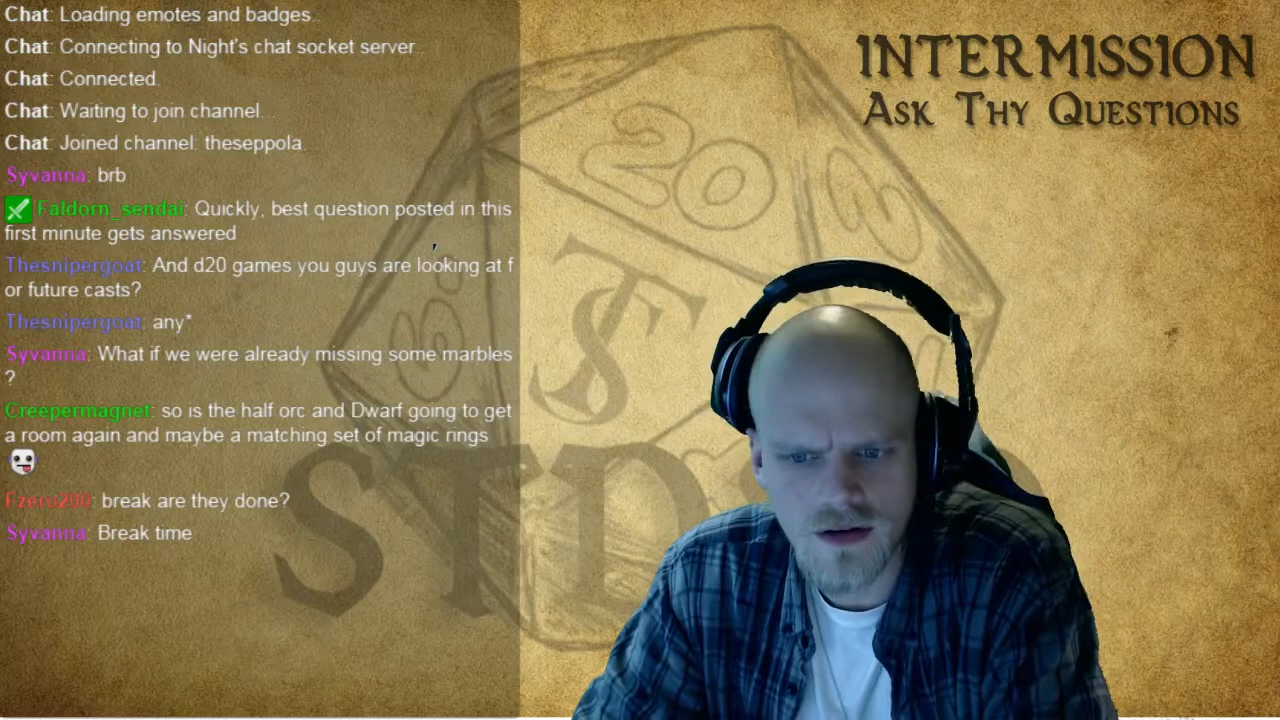 Chat: Loading emotes and badges..
Chat: Connecting to Night's chat socket server..
Chat: Connected.
Chat: Waiting to join channel...
Chat: Joined channel: theseppola.
Syvanna: brb
Faldorn_sendai: Quickly, best question posted in this
first minute gets answered
Thesnipergoat: And d20 games you guys are looking at f
or future casts?
Thesnipergoat: any*
Syvanna: What if we were already missing some marbles
?
Creepermagnet: so is the half orc and Dwarf going to get
a room again and maybe a matching set of magic rings
Fzero200: break are they done?
Syvanna: Break time
INTERMISSION
ASK THY QUESTIONS
20